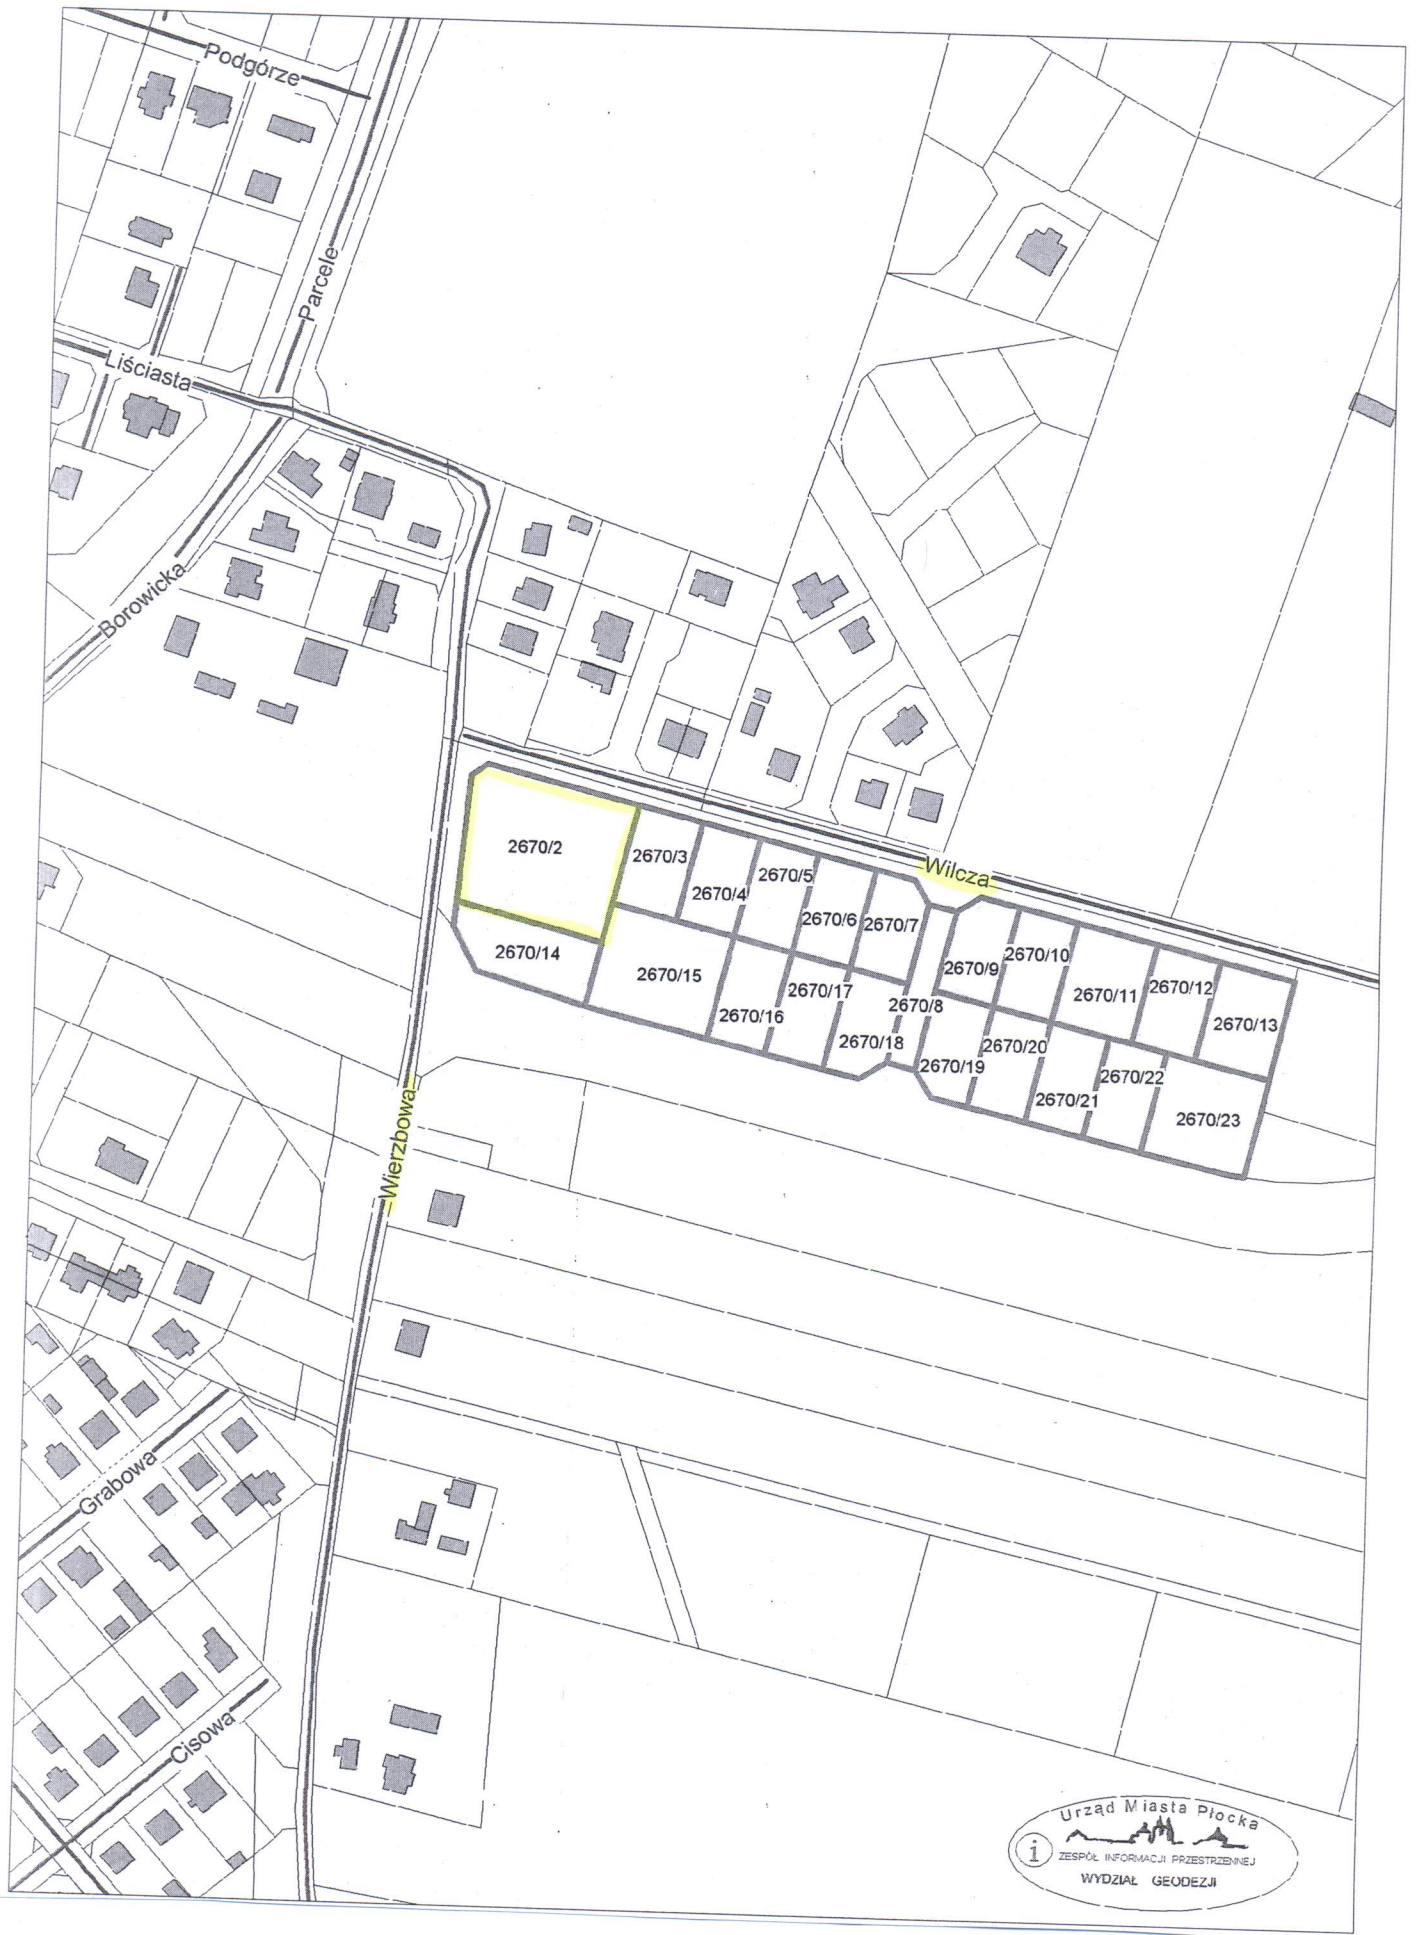 Podgórze
Parcele
Liściasta
Borowicka
2670/2
2670/3
2670/4
2670/5
2670/6
2670/7
Wilcza
2670/14
2670/15
2670/16
2670/17
2670/18
2670/8
2670/9
2670/10
2670/11
2670/12
2670/13
2670/19
2670/20
2670/21
2670/22
2670/23
Wierzbowa
Grabowa
Cisowa
Urząd Miasta Płocka
i
ZESPÓŁ INFORMACJI PRZESTRZENNEJ
WYDZIAŁ GEODEZJI